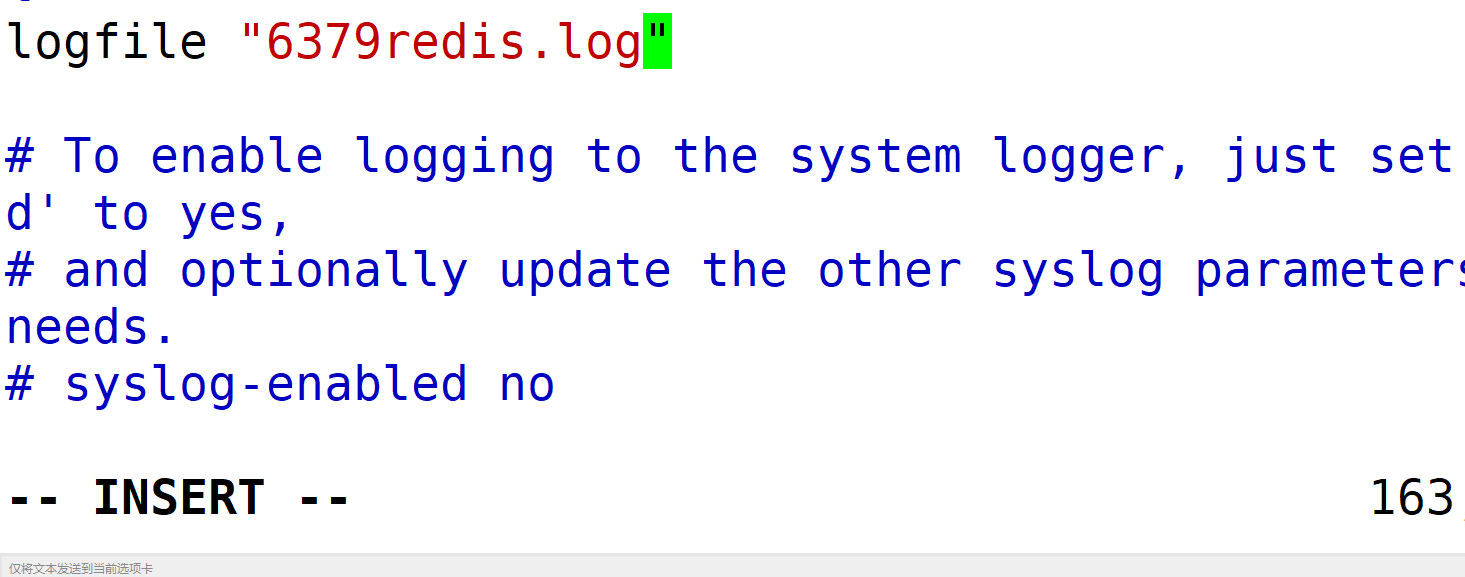 logfile "6379redis.log"
# To enable logging to the system logger, just set
d' to yes,
# and optionally update the other syslog parameters
needs.
# syslog-enabled no
-- INSERT --
163,
仅将文本发送到当前选项卡